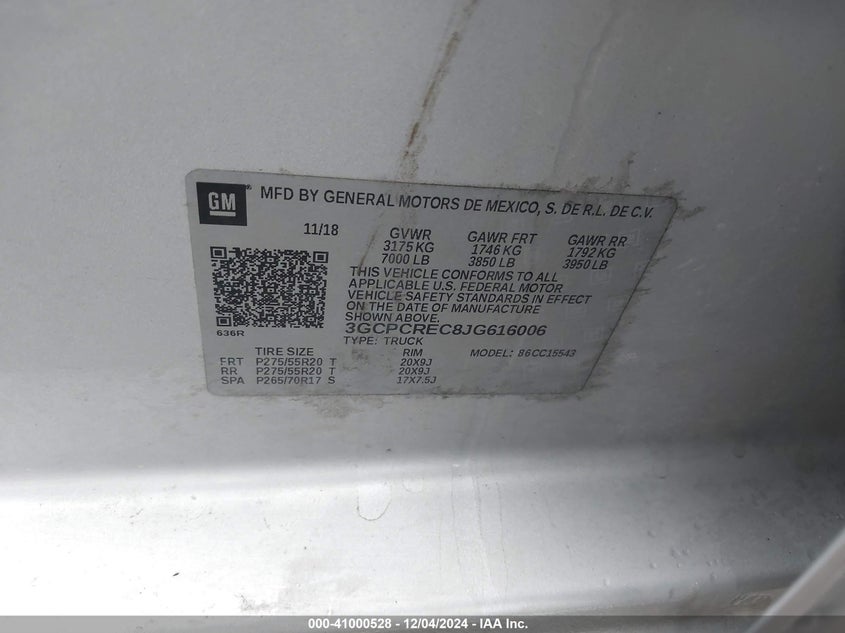 GM
MFD BY GENERAL MOTORS DE MEXICO, S. DE R.L. DE C.V.
11/18 GVWR GAWR FRT GAWR RR
3175 KG 1746 KG 1792 KG
7000 LB 3850 LB 3950 LB
THIS VEHICLE CONFORMS TO ALL
APPLICABLE U.S. FEDERAL MOTOR
VEHICLE SAFETY STANDARDS IN EFFECT
ON THE DATE OF MANUFACTURE
SHOWN ABOVE.
636R
3GCPCREC8JG616006
TYPE: TRUCK MODEL: B6CC15543
TIRE SIZE RIM
FRT P275/55R20 T 20X9J
RR P275/55R20 T 20X9J
SPA P265/70R17 S 17X7.5J
000-41000528 - 12/04/2024 - IAA Inc.